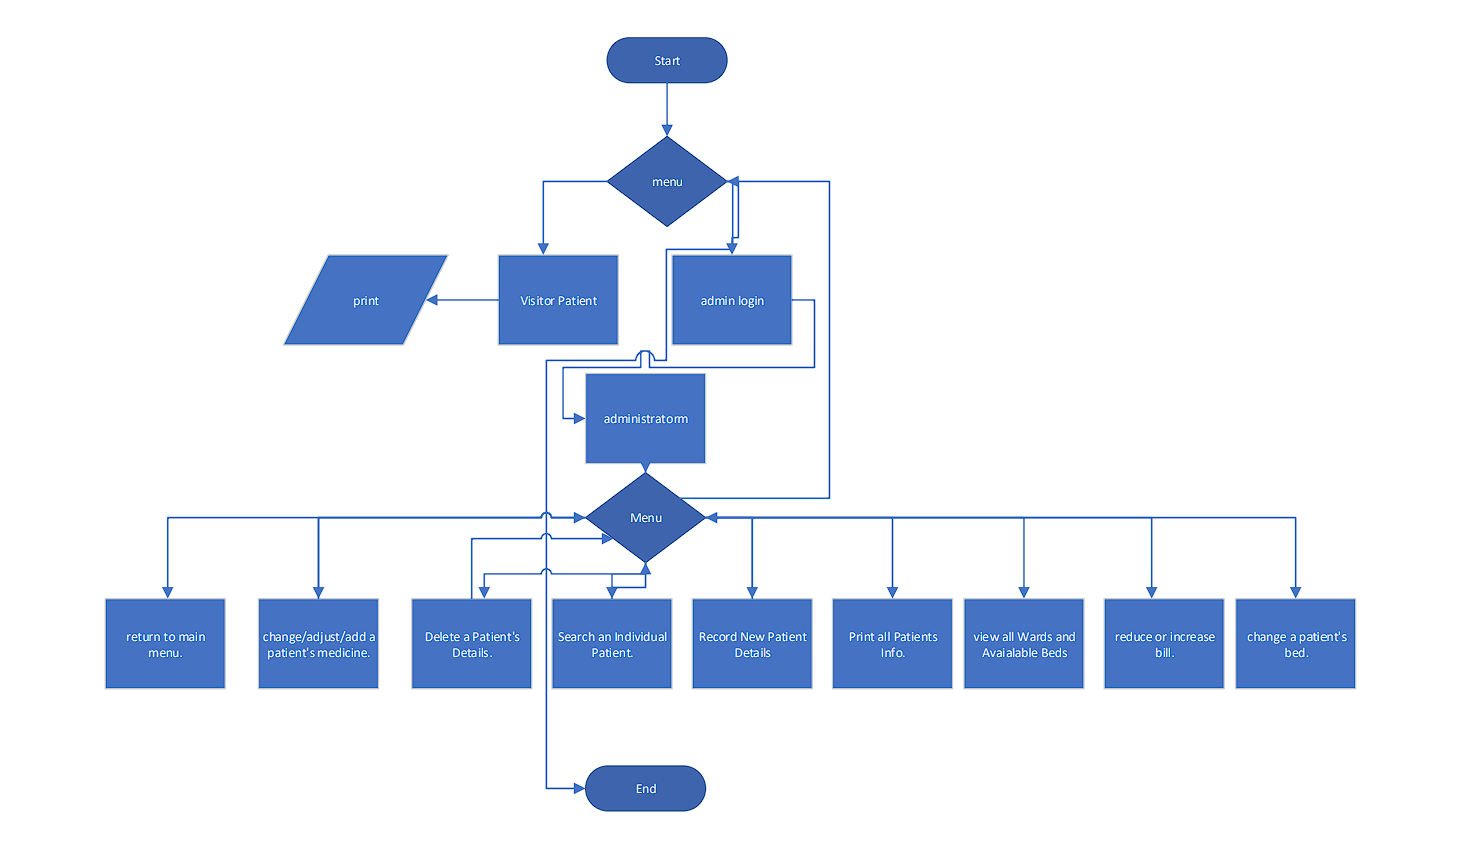 Start
menu
print
Visitor Patient
admin login
administratorm
Menu
return to main
menu.
change/adjust/add a
patient's medicine.
Delete a Patient's
Details.
Search an Individual
Patient.
Record New Patient
Details
Print all Patients
Info.
view all Wards and
Avaialable Beds
reduce or increase
bill.
change a patient's
bed.
End